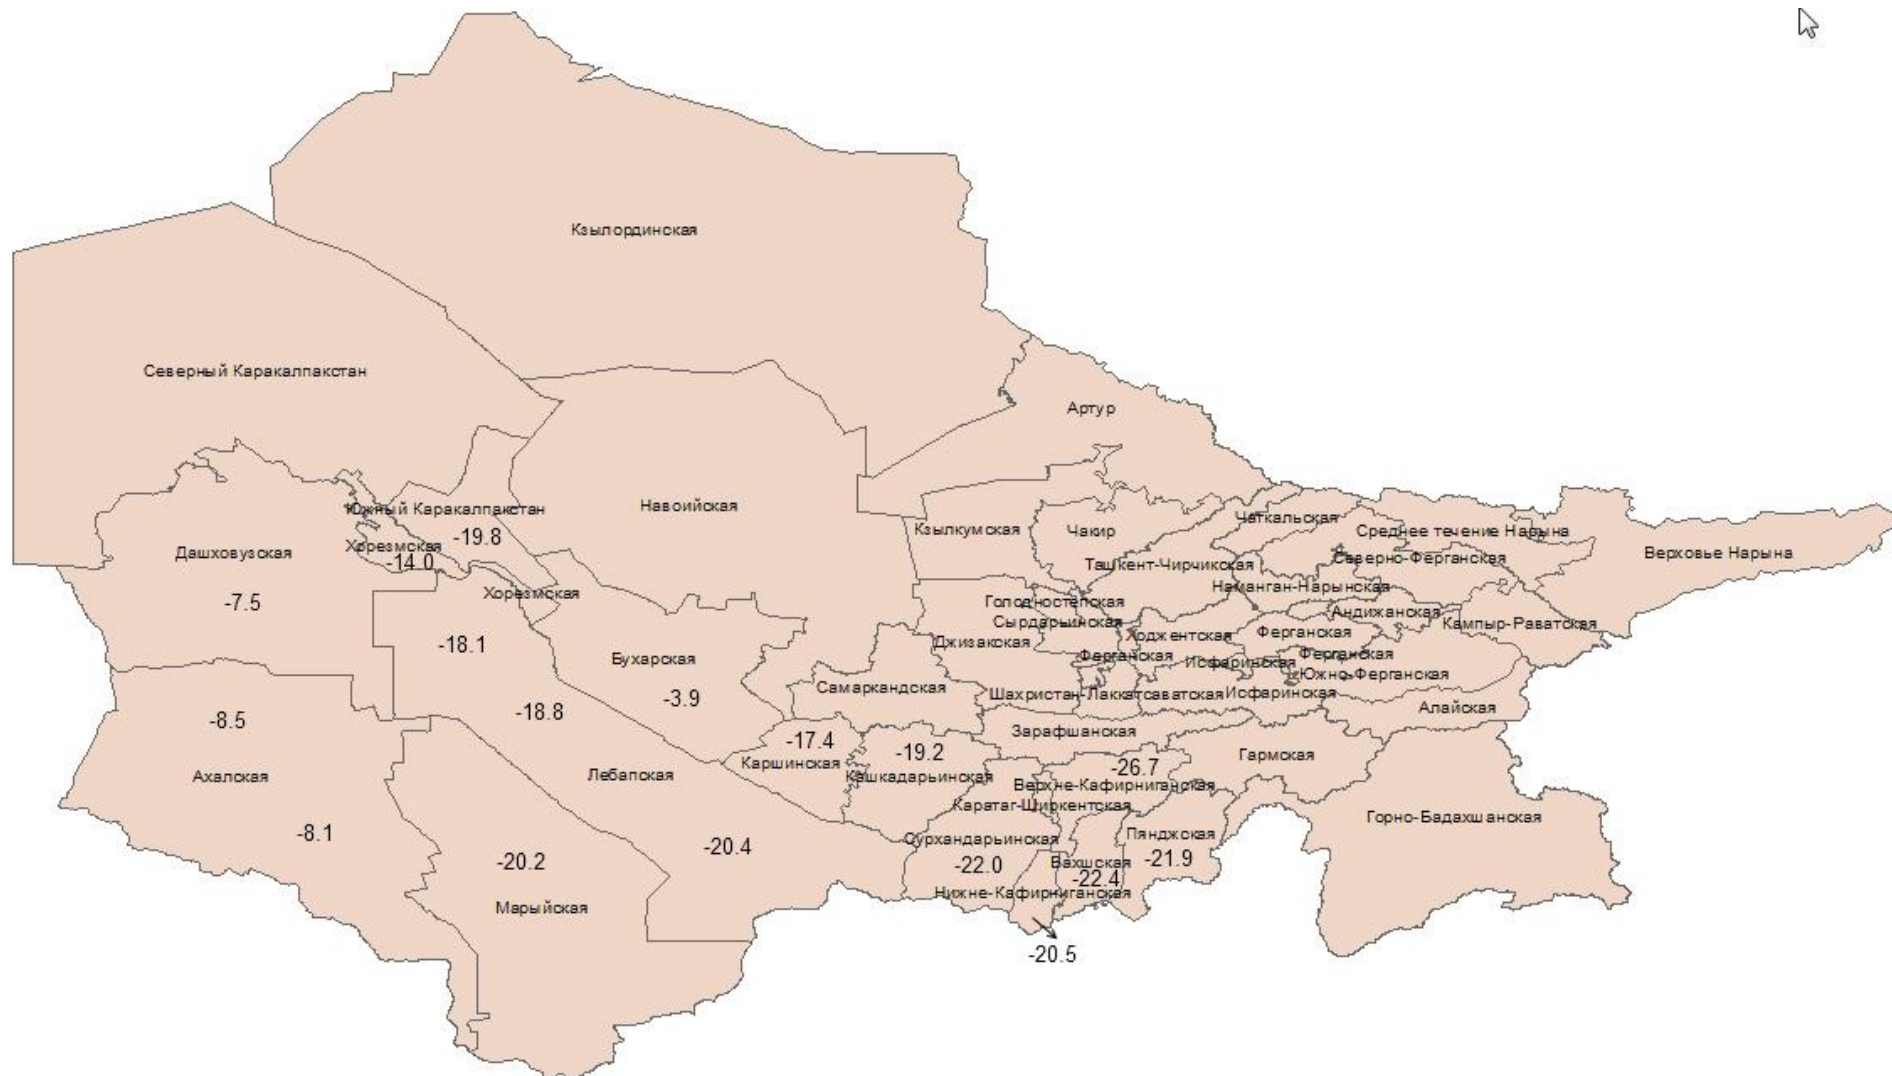 Кзылординская
Северный Каракалпакстан
Артур
Навоийская
Южный Каракалпакстан
-19.8
Кзылкумская
Чакир
Чаткальская
Среднее течение Нарына
Верховье Нарына
Дашховузская
-7.5
Хорезмская
-14.0
Ташкент-Чирчикская
Северо-Ферганская
Наманган-Нарынская
Хорезмская
Голодностепская
Сырдарьинская
Андижанская
Кампыр-Раватская
Джизакская
Ходжентская
Ферганская
Ферганская
Исфаринская
Ферганская
Южно-Ферганская
-18.1
Бухарская
-3.9
Самаркандская
Шахристан-Лаккатсаватская
Исфаринская
Алайская
-8.5
-18.8
Зарафшанская
-17.4
Каршинская
-19.2
Кашкадарьинская
-26.7
Верхне-Кафирниганская
Гармская
Ахалская
-8.1
Лебапская
-20.4
Каратаг-Ширкентская
Сурхандарьинская
-22.0
Пянджская
-21.9
Горно-Бадахшанская
-20.2
Марыйская
Вахшская
-22.4
Нижне-Кафирниганская
-20.5